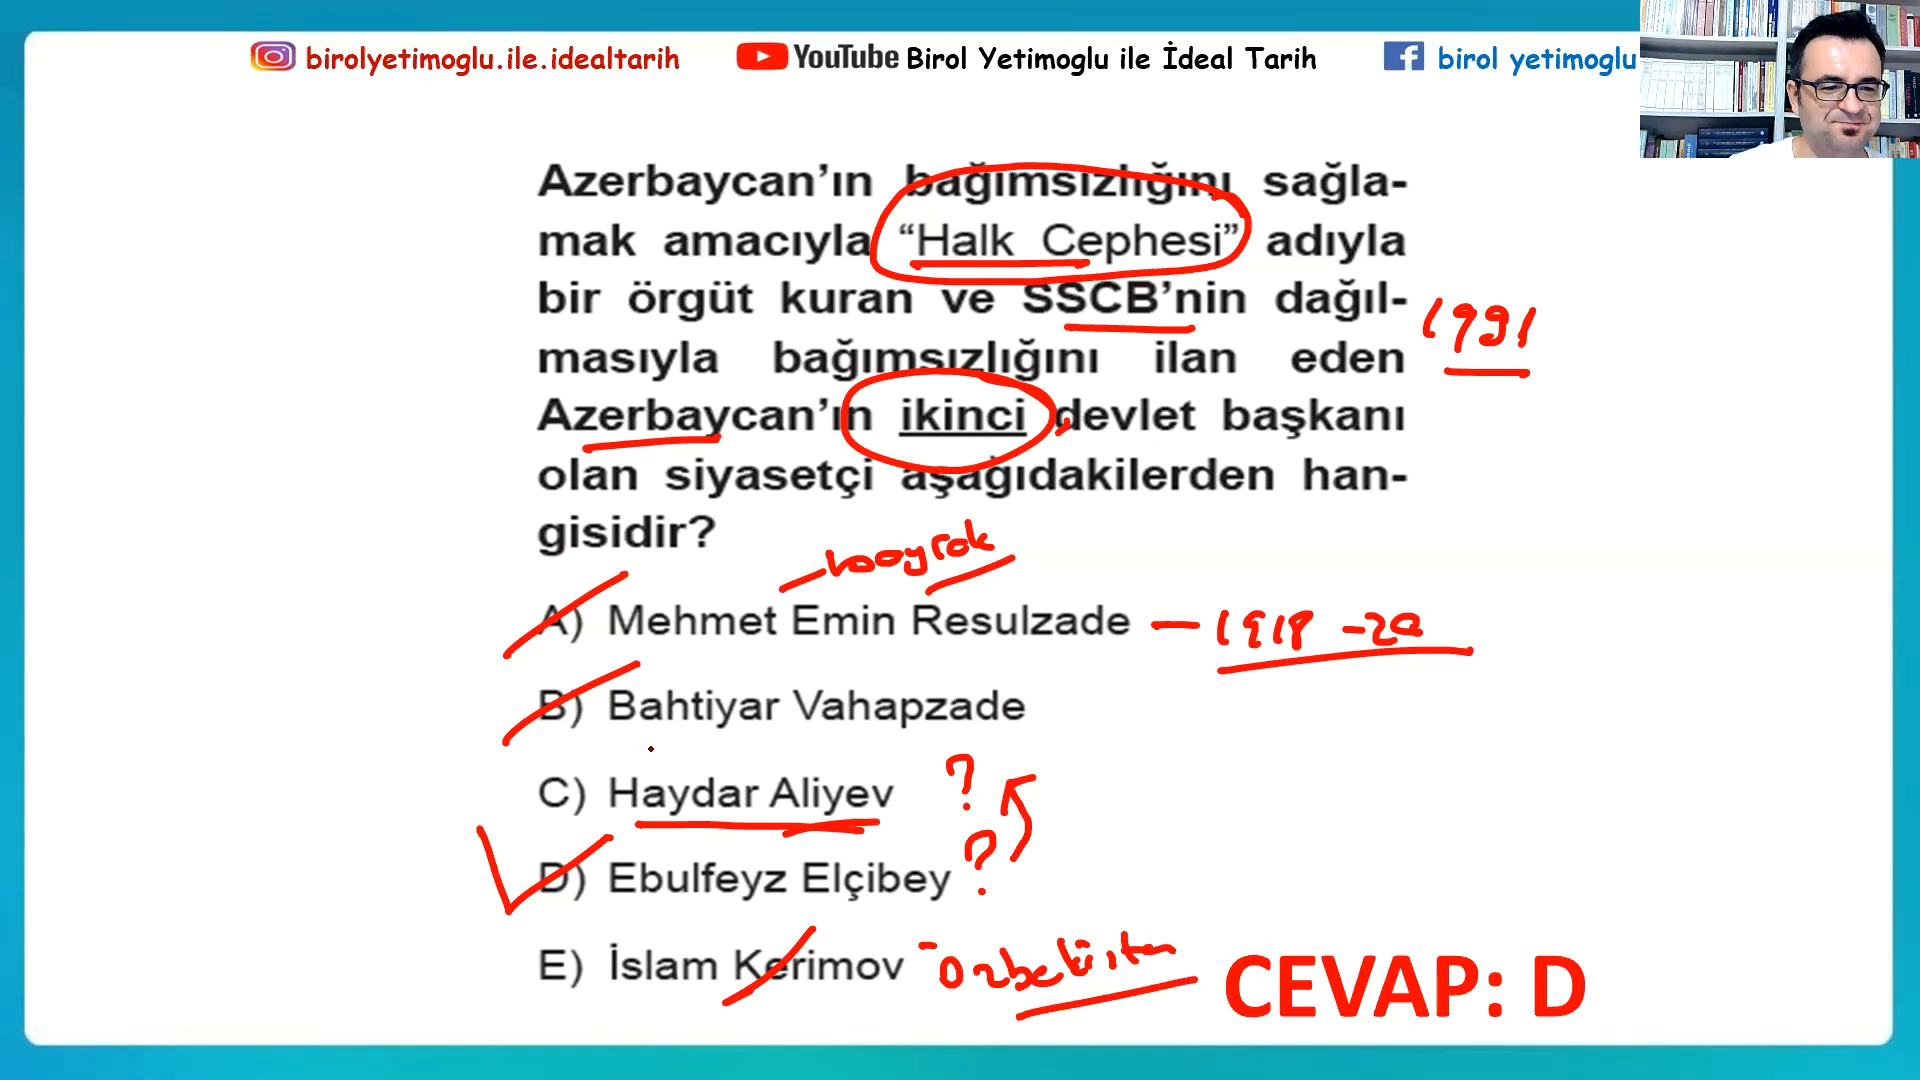 birolyetimoglu.ile.idealtarih YouTube Birol Yetimoglu ile İdeal Tarih birol yetimoglu
Azerbaycan’ın bağımsızlığını sağla-
mak amacıyla “Halk Cephesi” adıyla
bir örgüt kuran ve SSCB’nin dağıl-
1991
masıyla bağımsızlığını ilan eden
Azerbaycan’ın ikinci devlet başkanı
olan siyasetçi aşağıdakilerden han-
gisidir?
bayrak
A) Mehmet Emin Resulzade — 1918 -20
B) Bahtiyar Vahapzade
C) Haydar Aliyev ?
D) Ebulfeyz Elçibey ?
E) İslam Kerimov Özbekistan
CEVAP: D